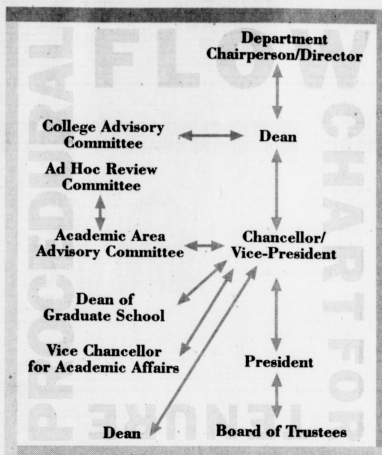 PROCEDURAL
FLOW
CHART FOR
TENURE
Department
Chairperson/Director
College Advisory
Committee
Dean
Ad Hoc Review
Committee
Academic Area
Advisory Committee
Chancellor/
Vice-President
Dean of
Graduate School
Vice Chancellor
for Academic Affairs
President
Dean
Board of Trustees